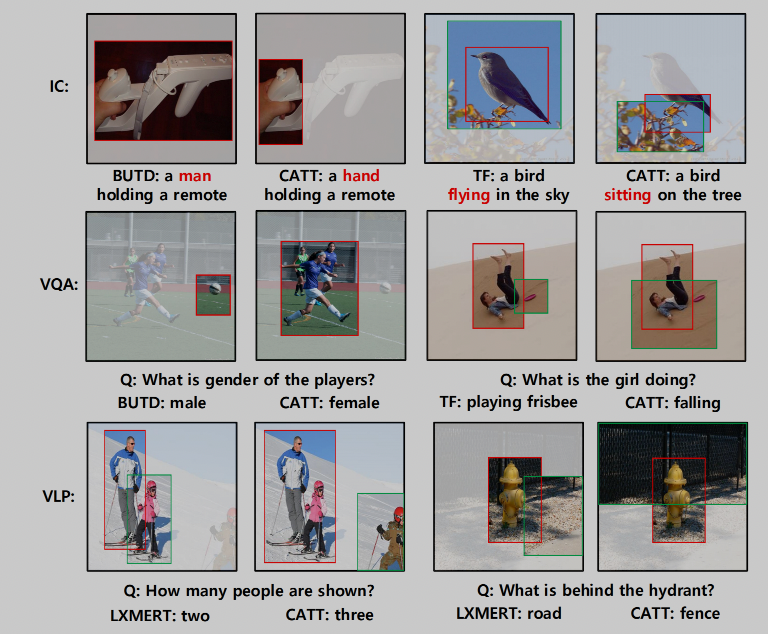 IC:
BUTD: a man
holding a remote
CATT: a hand
holding a remote
TF: a bird
flying in the sky
CATT: a bird
sitting on the tree
VQA:
Q: What is gender of the players?
BUTD: male
CATT: female
Q: What is the girl doing?
TF: playing frisbee
CATT: falling
VLP:
Q: How many people are shown?
LXMERT: two
CATT: three
Q: What is behind the hydrant?
LXMERT: road
CATT: fence